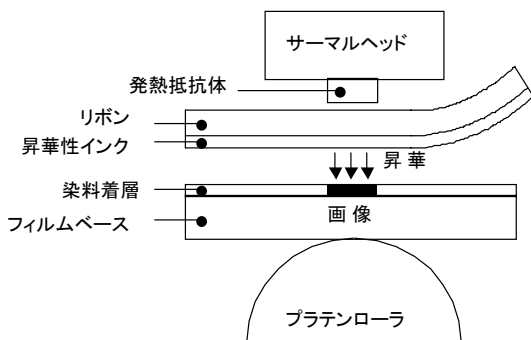 サーマルヘッド
発熱抵抗体
リボン
昇華性インク
昇 華
染料着層
画 像
フィルムベース
プラテンローラ